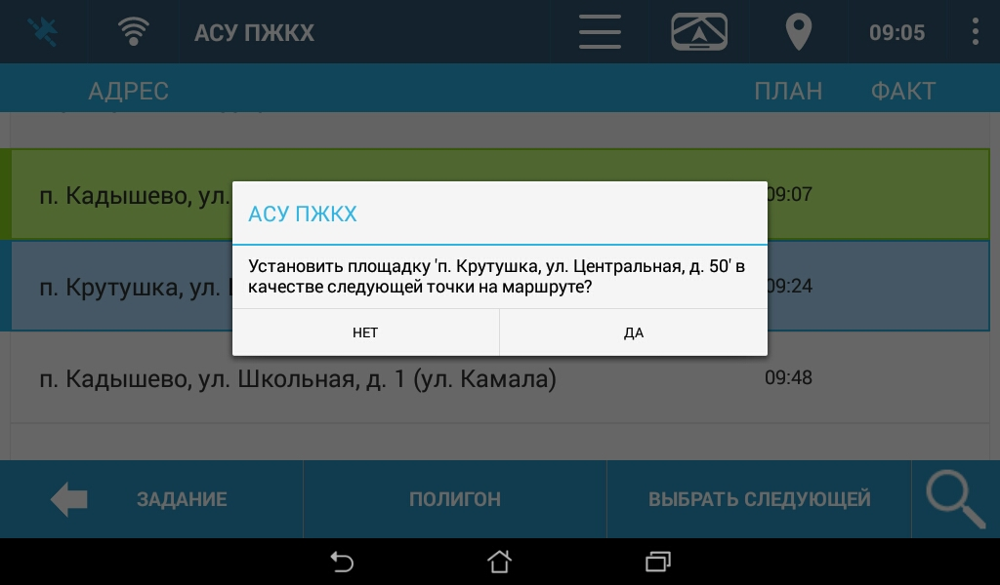 АСУ ПЖКХ
09:05
АДРЕС ПЛАН ФАКТ
п. Кадышево, ул.
09:07
АСУ ПЖКХ
Установить площадку 'п. Крутушка, ул. Центральная, д. 50' в
качестве следующей точки на маршруте?
НЕТ ДА
п. Крутушка, ул.
09:24
п. Кадышево, ул. Школьная, д. 1 (ул. Камала)
09:48
ЗАДАНИЕ ПОЛИГОН ВЫБРАТЬ СЛЕДУЮЩЕЙ